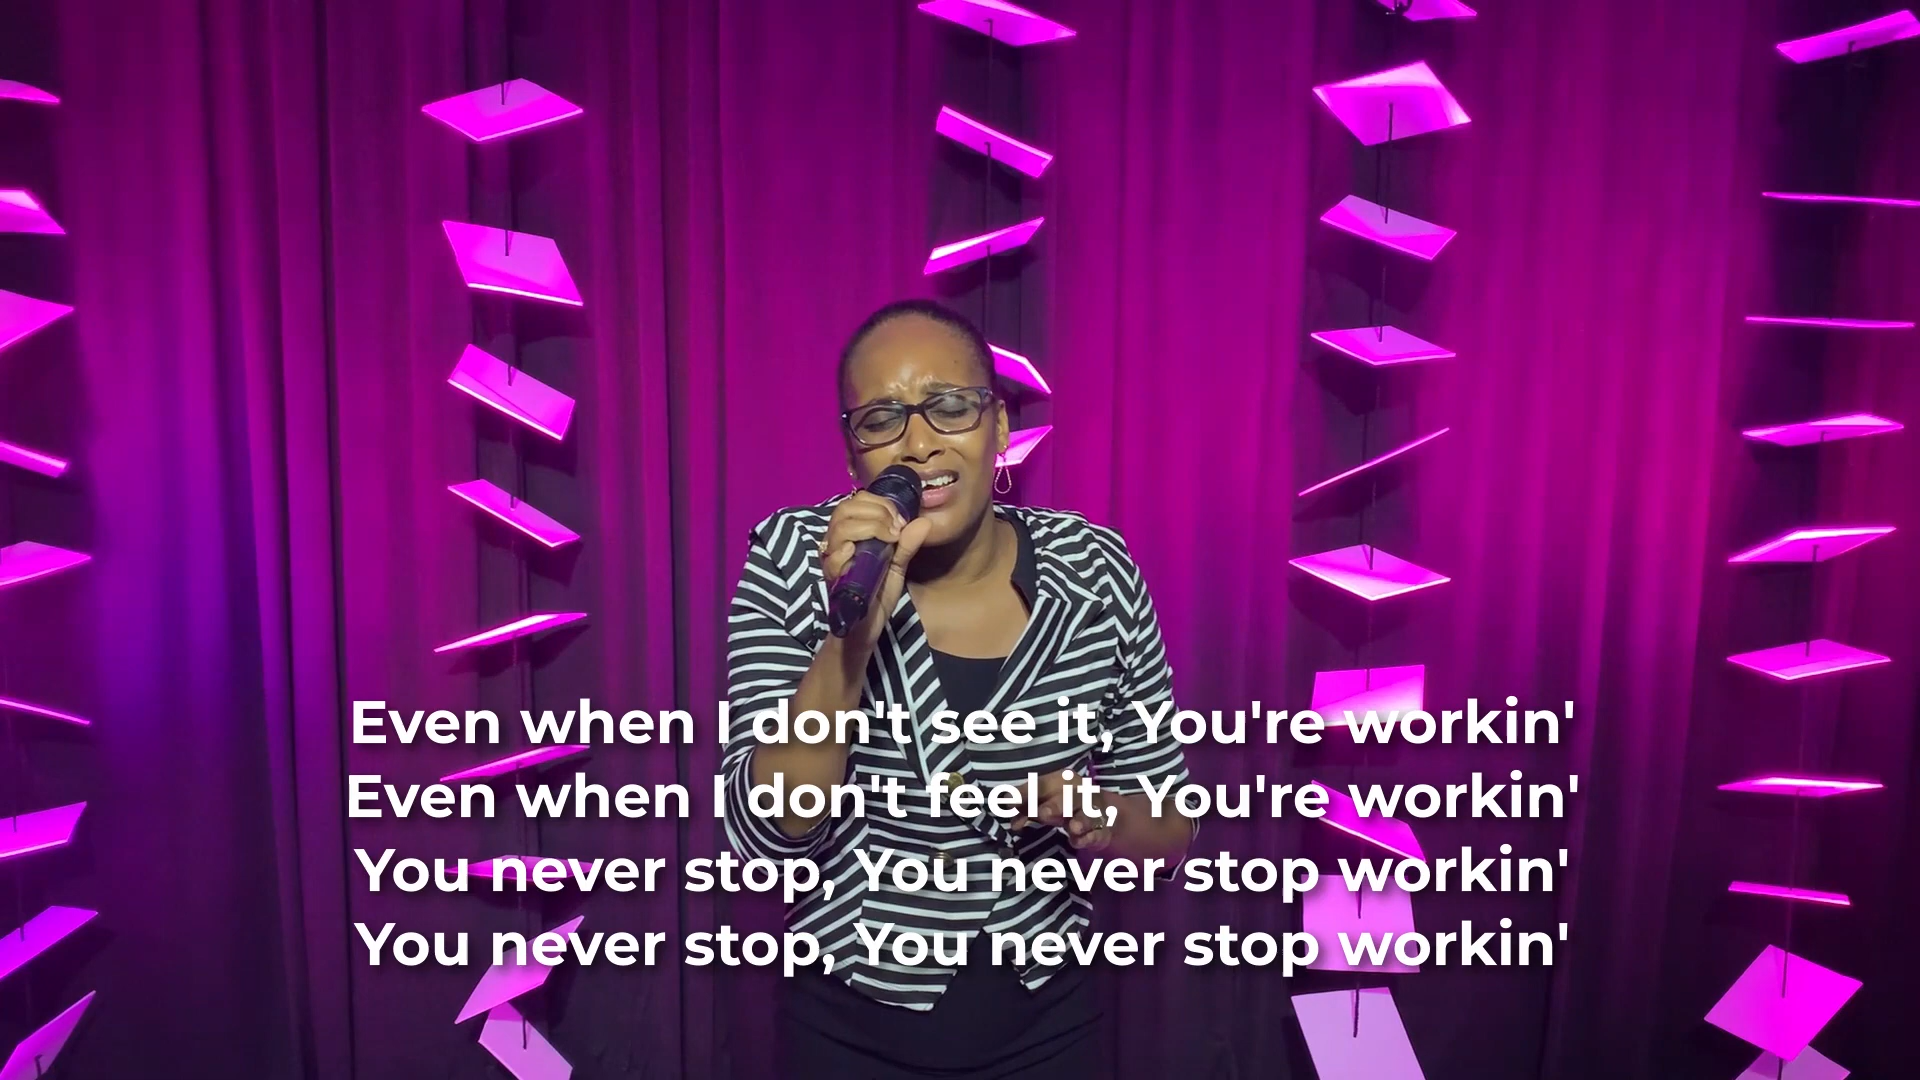 Even when I don't see it, You're workin'
Even when I don't feel it, You're workin'
You never stop, You never stop workin'
You never stop, You never stop workin'